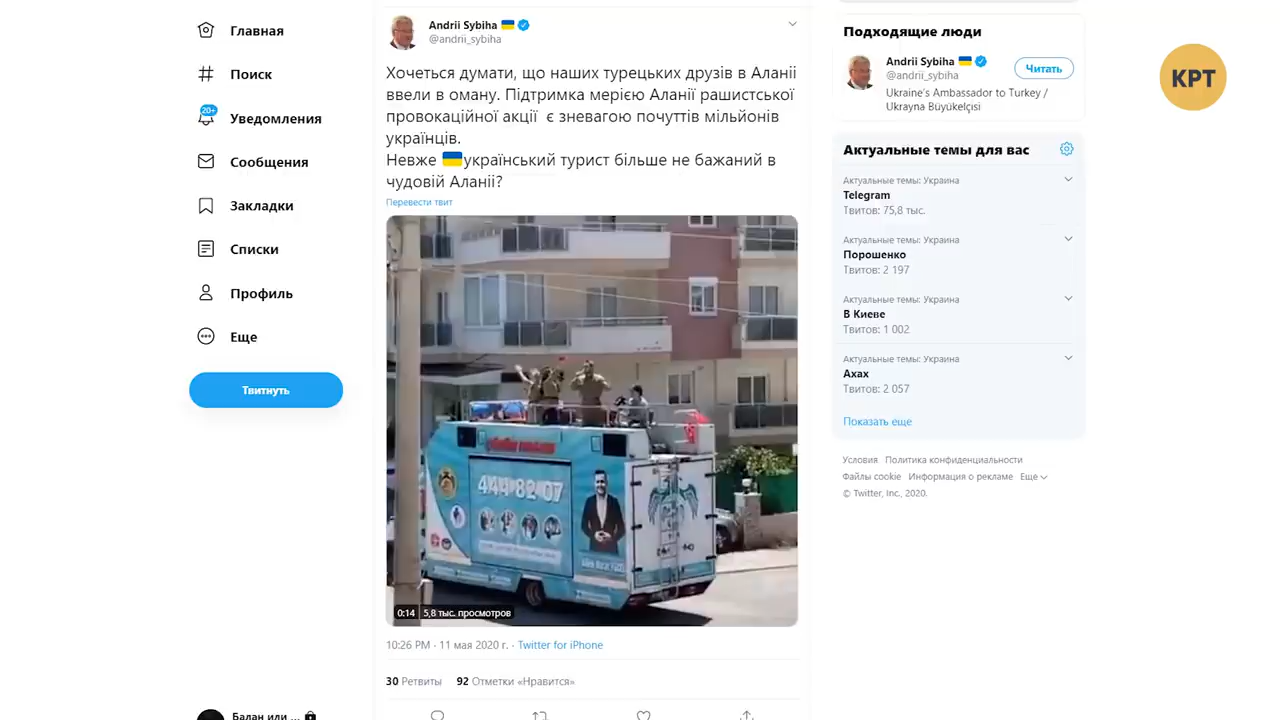 Главная
Поиск
20+
Уведомления
Сообщения
Закладки
Списки
Профиль
Еще
Твитнуть
Балан или ...
Andrii Sybiha
@andrii_sybiha
Хочеться думати, що наших турецьких друзів в Аланії
ввели в оману. Підтримка мерією Аланії рашистської
провокаційної акції є зневагою почуттів мільйонів
українців.
Невже український турист більше не бажаний в
чудовій Аланії?
Перевести твит
444 82 07
0:14 5,8 тыс. просмотров
10:26 PM · 11 мая 2020 г. · Twitter for iPhone
30 Ретвиты 92 Отметки «Нравится»
Подходящие люди
Andrii Sybiha
@andrii_sybiha
Читать
Ukraine's Ambassador to Turkey /
Ukrayna Büyükelçisi
Актуальные темы для вас
Актуальные темы: Украина
Telegram
Твитов: 75,8 тыс.
Актуальные темы: Украина
Порошенко
Твитов: 2 197
Актуальные темы: Украина
В Киеве
Твитов: 1 002
Актуальные темы: Украина
Ахах
Твитов: 2 057
Показать еще
Условия Политика конфиденциальности
Файлы cookie Информация о рекламе Еще
© Twitter, Inc., 2020.
КРТ